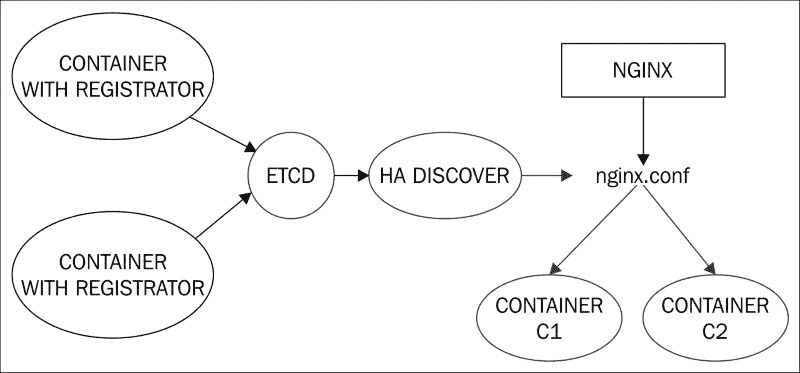 CONTAINER
WITH REGISTRATOR
NGINX
ETCD
HA DISCOVER
nginx.conf
CONTAINER
WITH REGISTRATOR
CONTAINER
C1
CONTAINER
C2